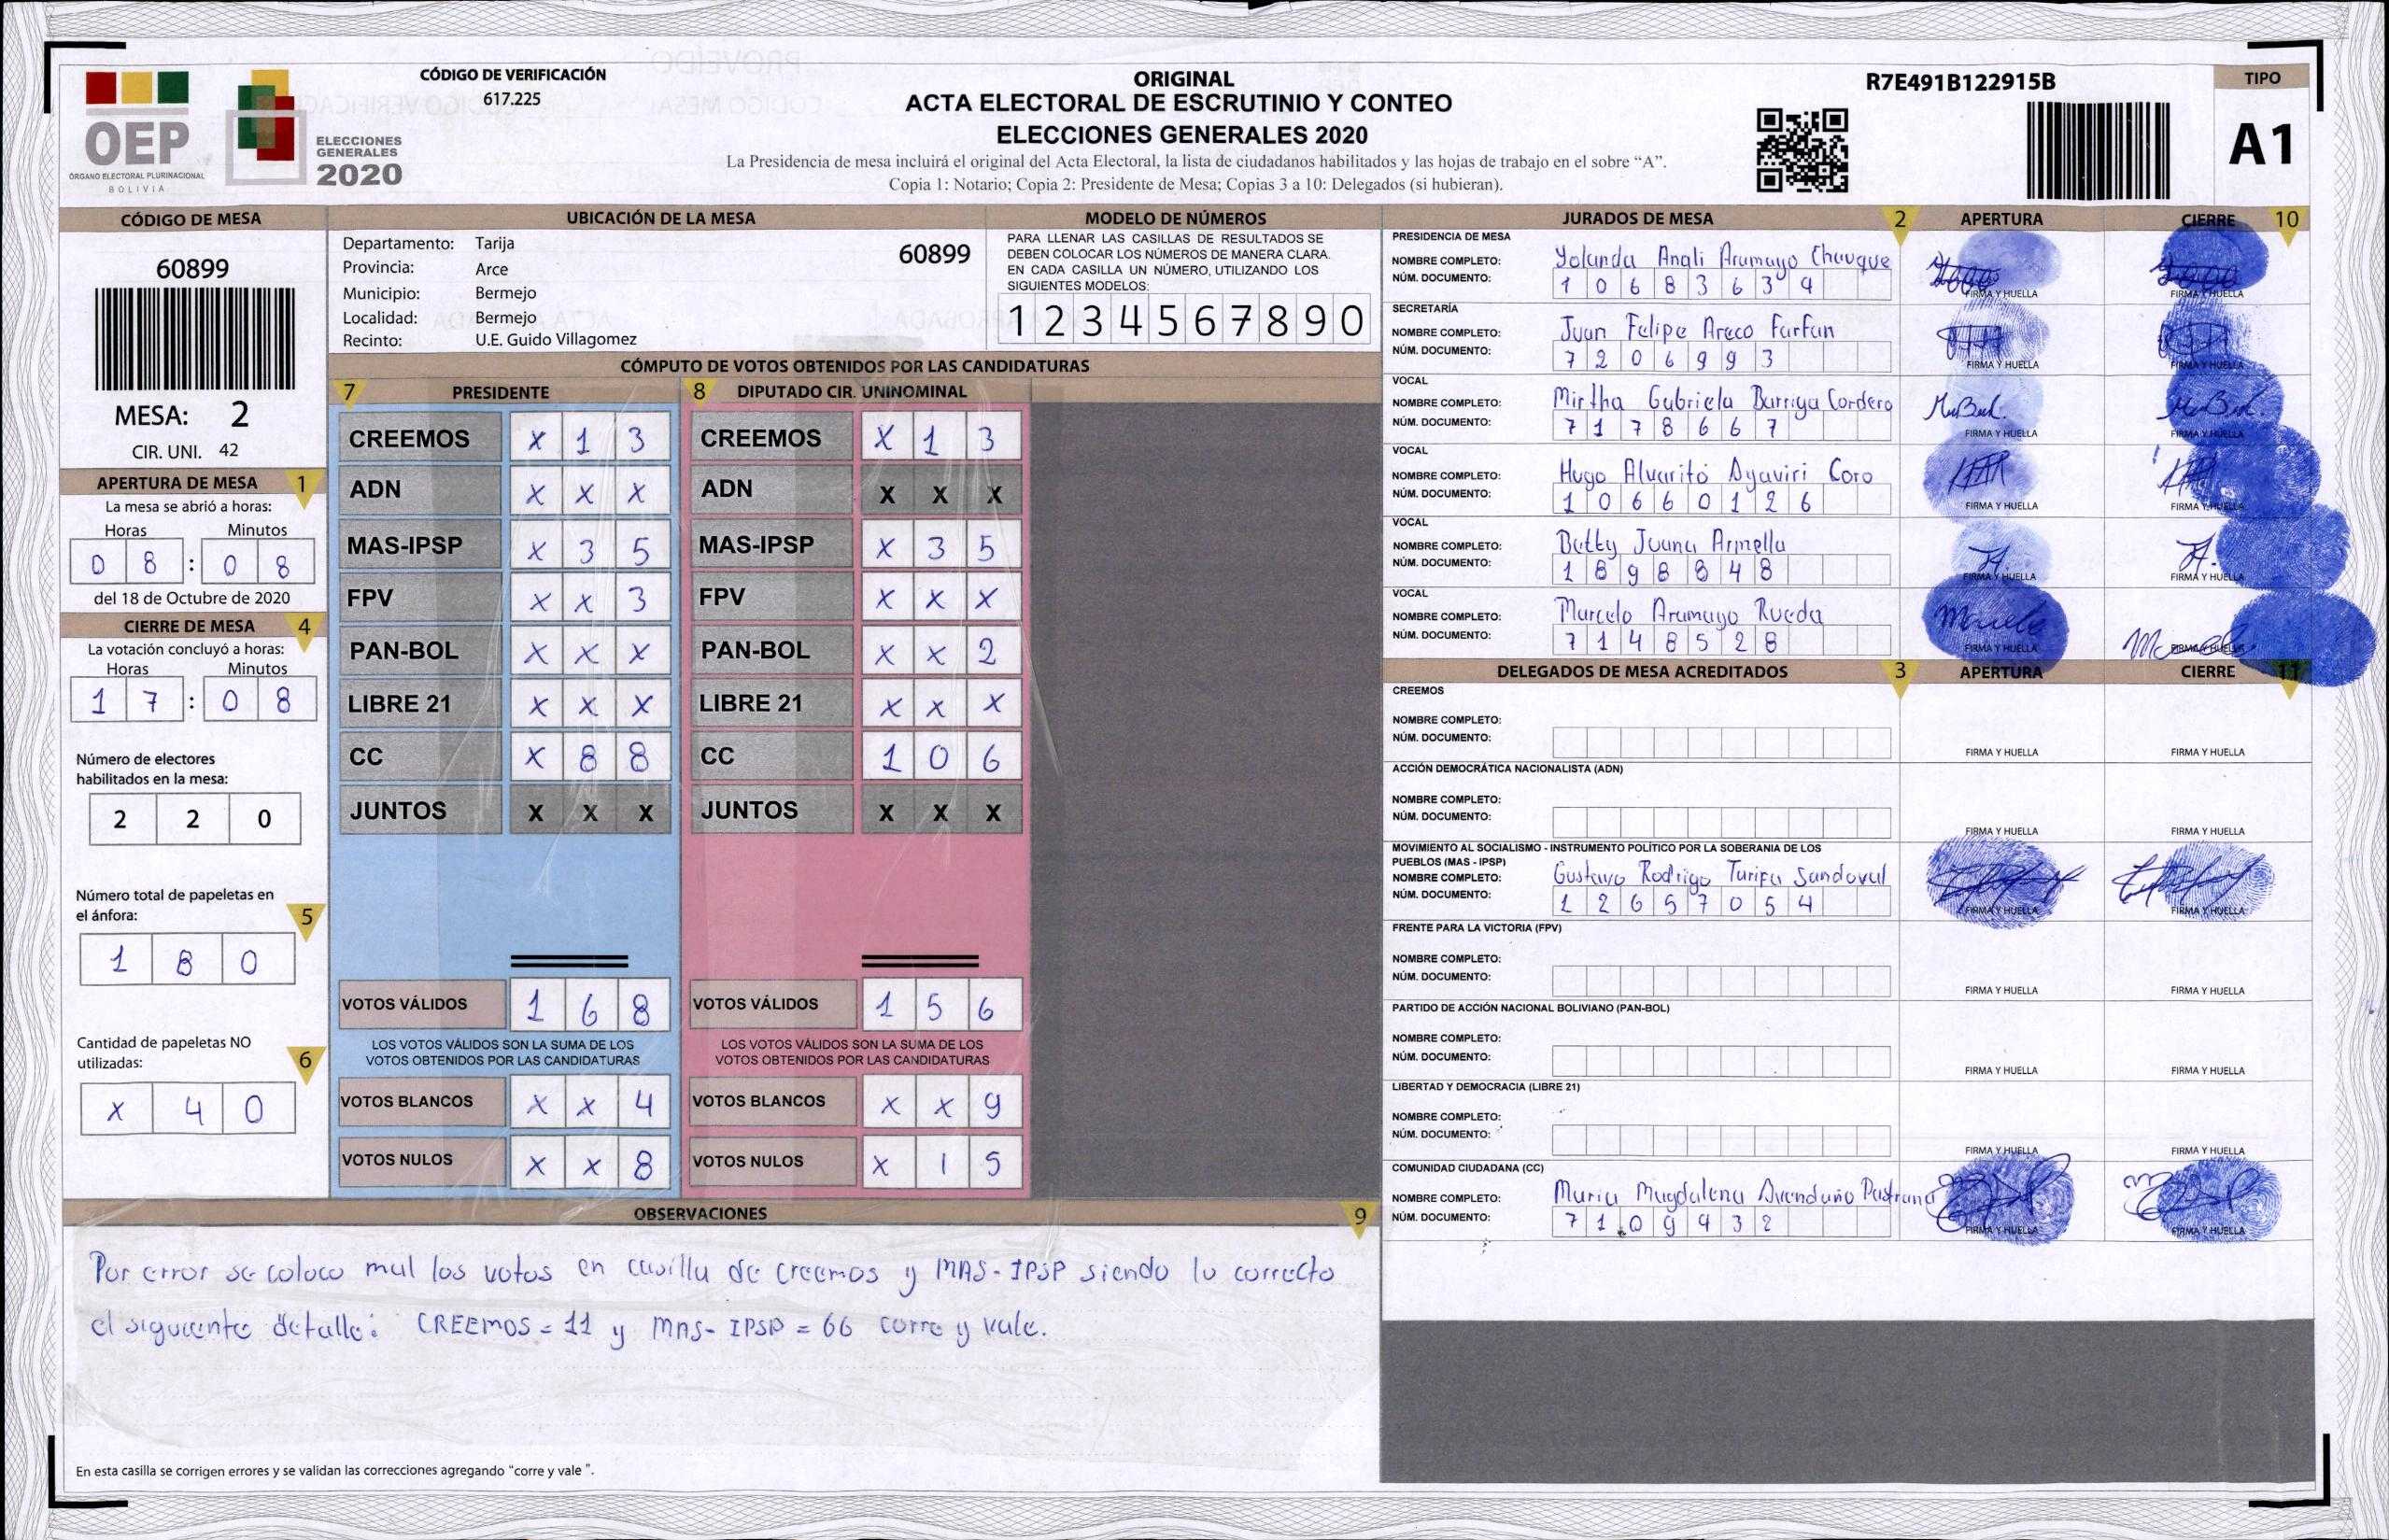 CÓDIGO DE VERIFICACIÓN
617.225
OEP
ÓRGANO ELECTORAL PLURINACIONAL
BOLIVIA
ELECCIONES
GENERALES
2020
ORIGINAL
ACTA ELECTORAL DE ESCRUTINIO Y CONTEO
ELECCIONES GENERALES 2020
La Presidencia de mesa incluirá el original del Acta Electoral, la lista de ciudadanos habilitados y las hojas de trabajo en el sobre “A”.
Copia 1: Notario; Copia 2: Presidente de Mesa; Copias 3 a 10: Delegados (si hubieran).
R7E491B122915B
TIPO
A1
CÓDIGO DE MESA
60899
MESA: 2
CIR. UNI. 42
APERTURA DE MESA 1
La mesa se abrió a horas:
Horas Minutos
0 8 : 0 8
del 18 de Octubre de 2020
CIERRE DE MESA 4
La votación concluyó a horas:
Horas Minutos
1 7 : 0 8
Número de electores
habilitados en la mesa:
2 2 0
Número total de papeletas en
el ánfora: 5
1 8 0
Cantidad de papeletas NO
utilizadas: 6
X 4 0
UBICACIÓN DE LA MESA
Departamento: Tarija 60899
Provincia: Arce
Municipio: Bermejo
Localidad: Bermejo
Recinto: U.E. Guido Villagomez
MODELO DE NÚMEROS
PARA LLENAR LAS CASILLAS DE RESULTADOS SE
DEBEN COLOCAR LOS NÚMEROS DE MANERA CLARA.
EN CADA CASILLA UN NÚMERO, UTILIZANDO LOS
SIGUIENTES MODELOS:
1 2 3 4 5 6 7 8 9 0
CÓMPUTO DE VOTOS OBTENIDOS POR LAS CANDIDATURAS
7 PRESIDENTE
CREEMOS X 1 3
ADN X X X
MAS-IPSP X 3 5
FPV X X 3
PAN-BOL X X X
LIBRE 21 X X X
CC X 8 8
JUNTOS X X X
VOTOS VÁLIDOS 1 6 8
LOS VOTOS VÁLIDOS SON LA SUMA DE LOS
VOTOS OBTENIDOS POR LAS CANDIDATURAS
VOTOS BLANCOS X X 4
VOTOS NULOS X X 8
8 DIPUTADO CIR. UNINOMINAL
CREEMOS X 1 3
ADN X X X
MAS-IPSP X 3 5
FPV X X X
PAN-BOL X X 2
LIBRE 21 X X X
CC 1 0 6
JUNTOS X X X
VOTOS VÁLIDOS 1 5 6
LOS VOTOS VÁLIDOS SON LA SUMA DE LOS
VOTOS OBTENIDOS POR LAS CANDIDATURAS
VOTOS BLANCOS X X 9
VOTOS NULOS X 1 5
OBSERVACIONES 9
Por error se coloco mal los votos en casilla de creemos y MAS-IPSP siendo lo correcto
el siguiente detalle: CREEMOS = 11 y MAS-IPSP = 66 corre y vale.
En esta casilla se corrigen errores y se validan las correcciones agregando “corre y vale ”.
JURADOS DE MESA 2 APERTURA CIERRE 10
PRESIDENCIA DE MESA
NOMBRE COMPLETO: Yolanda Anali Aramayo Chauque
NÚM. DOCUMENTO: 1 0 6 8 3 6 3 9
FIRMA Y HUELLA FIRMA Y HUELLA
SECRETARÍA
NOMBRE COMPLETO: Juan Felipe Areco Farfan
NÚM. DOCUMENTO: 7 2 0 6 9 9 3
FIRMA Y HUELLA FIRMA Y HUELLA
VOCAL
NOMBRE COMPLETO: Mirtha Gabriela Barriga Cordero
NÚM. DOCUMENTO: 7 1 7 8 6 6 7
FIRMA Y HUELLA FIRMA Y HUELLA
VOCAL
NOMBRE COMPLETO: Hugo Alvarito Ayaviri Coro
NÚM. DOCUMENTO: 1 0 6 6 0 1 2 6
FIRMA Y HUELLA FIRMA Y HUELLA
VOCAL
NOMBRE COMPLETO: Betty Juana Armella
NÚM. DOCUMENTO: 1 8 9 8 8 4 8
FIRMA Y HUELLA FIRMA Y HUELLA
VOCAL
NOMBRE COMPLETO: Marcelo Aramayo Rueda
NÚM. DOCUMENTO: 7 1 4 8 5 2 8
FIRMA Y HUELLA FIRMA Y HUELLA
DELEGADOS DE MESA ACREDITADOS 3 APERTURA CIERRE 11
CREEMOS
NOMBRE COMPLETO:
NÚM. DOCUMENTO:
FIRMA Y HUELLA FIRMA Y HUELLA
ACCIÓN DEMOCRÁTICA NACIONALISTA (ADN)
NOMBRE COMPLETO:
NÚM. DOCUMENTO:
FIRMA Y HUELLA FIRMA Y HUELLA
MOVIMIENTO AL SOCIALISMO - INSTRUMENTO POLÍTICO POR LA SOBERANIA DE LOS
PUEBLOS (MAS - IPSP)
NOMBRE COMPLETO: Gustavo Rodrigo Tarifa Sandoval
NÚM. DOCUMENTO: 1 2 6 5 7 0 5 4
FIRMA Y HUELLA FIRMA Y HUELLA
FRENTE PARA LA VICTORIA (FPV)
NOMBRE COMPLETO:
NÚM. DOCUMENTO:
FIRMA Y HUELLA FIRMA Y HUELLA
PARTIDO DE ACCIÓN NACIONAL BOLIVIANO (PAN-BOL)
NOMBRE COMPLETO:
NÚM. DOCUMENTO:
FIRMA Y HUELLA FIRMA Y HUELLA
LIBERTAD Y DEMOCRACIA (LIBRE 21)
NOMBRE COMPLETO:
NÚM. DOCUMENTO:
FIRMA Y HUELLA FIRMA Y HUELLA
COMUNIDAD CIUDADANA (CC)
NOMBRE COMPLETO: Maria Magdalena Avendaño Pastrana
NÚM. DOCUMENTO: 7 1 0 9 9 3 2
FIRMA Y HUELLA FIRMA Y HUELLA